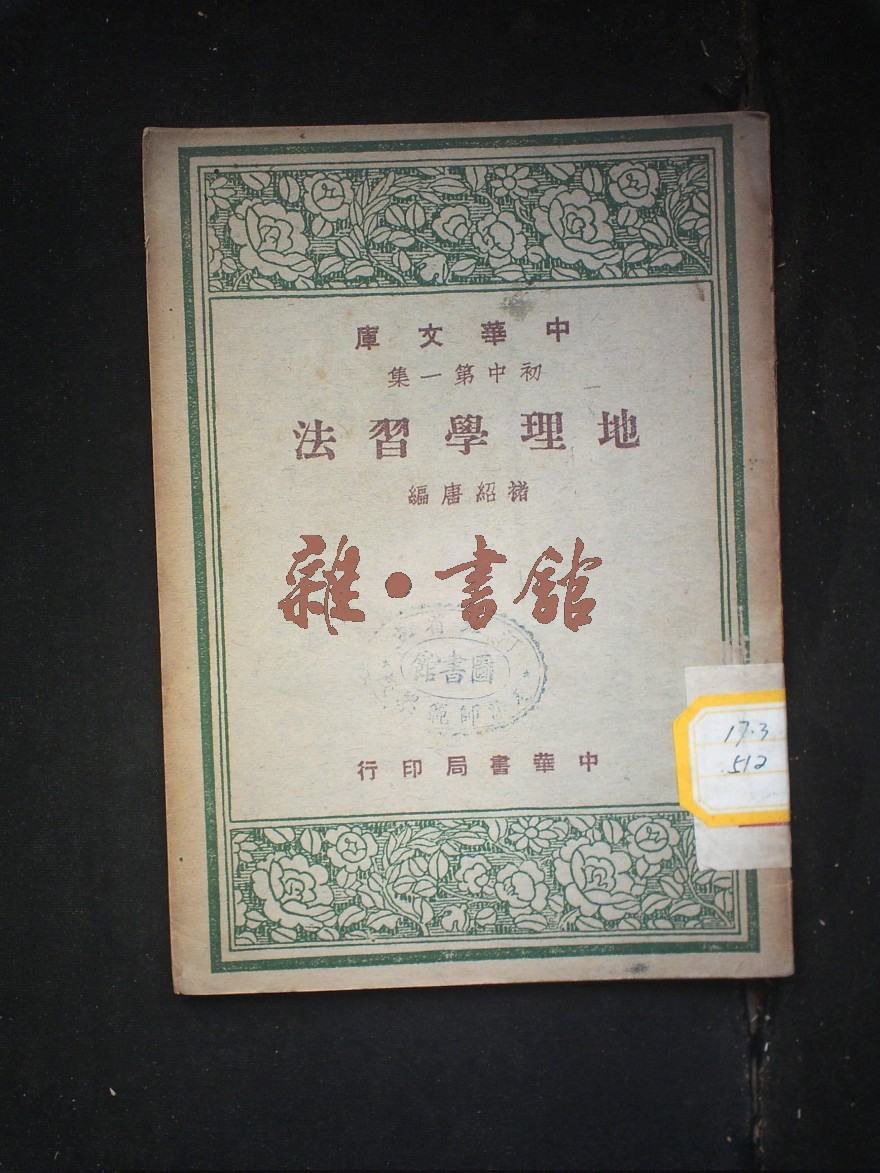 中華文庫
初中第一集
地理學習法
褚紹唐編
雜·書館
圖書館
中華書局印行
17.3
512